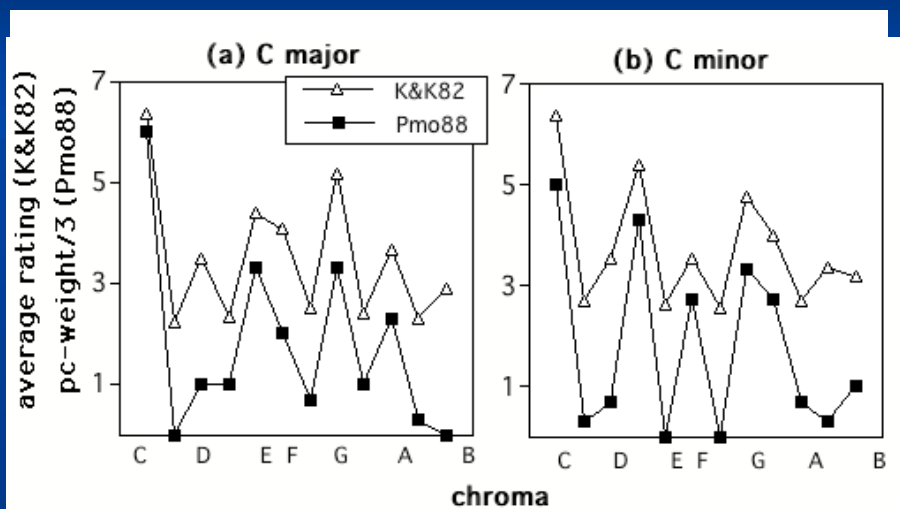 (a) C major
(b) C minor
average rating (K&K82)
pc-weight/3 (Pmo88)
7
5
3
1
K&K82
Pmo88
7
5
3
1
C D E F G A B
C D E F G A B
chroma